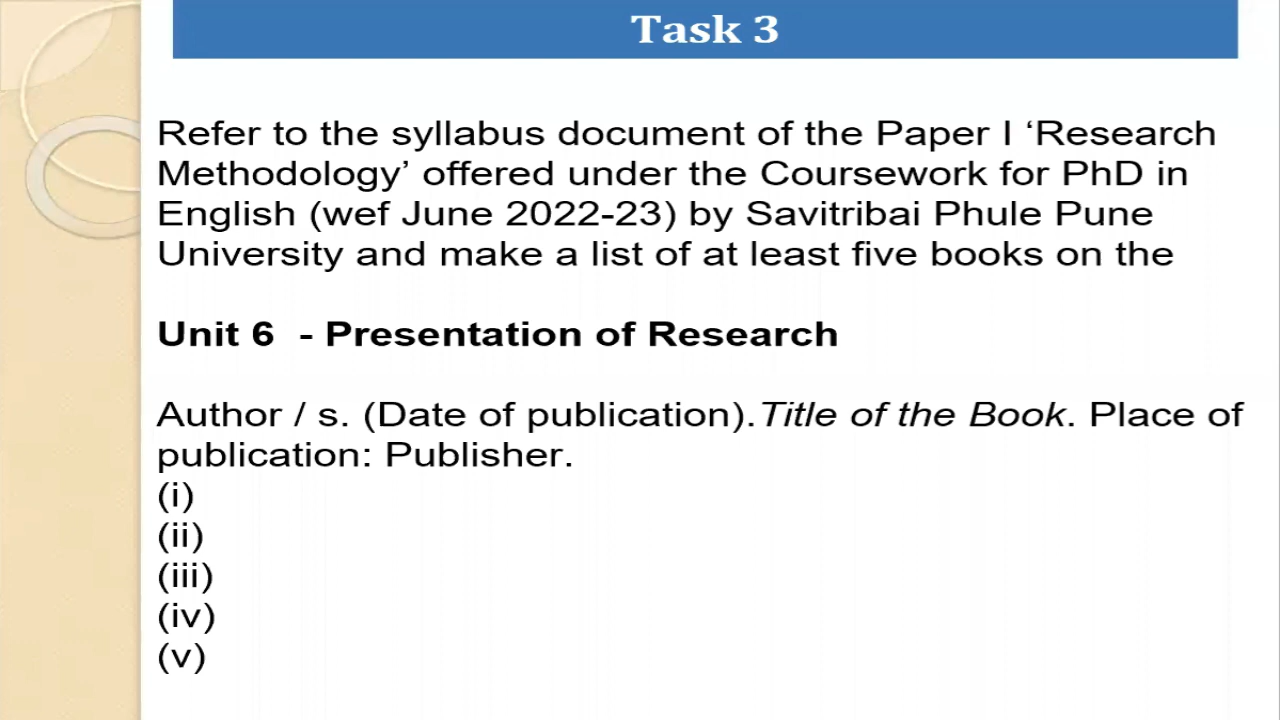 Task 3
Refer to the syllabus document of the Paper I ‘Research
Methodology’ offered under the Coursework for PhD in
English (wef June 2022-23) by Savitribai Phule Pune
University and make a list of at least five books on the
Unit 6 - Presentation of Research
Author / s. (Date of publication).Title of the Book. Place of
publication: Publisher.
(i)
(ii)
(iii)
(iv)
(v)